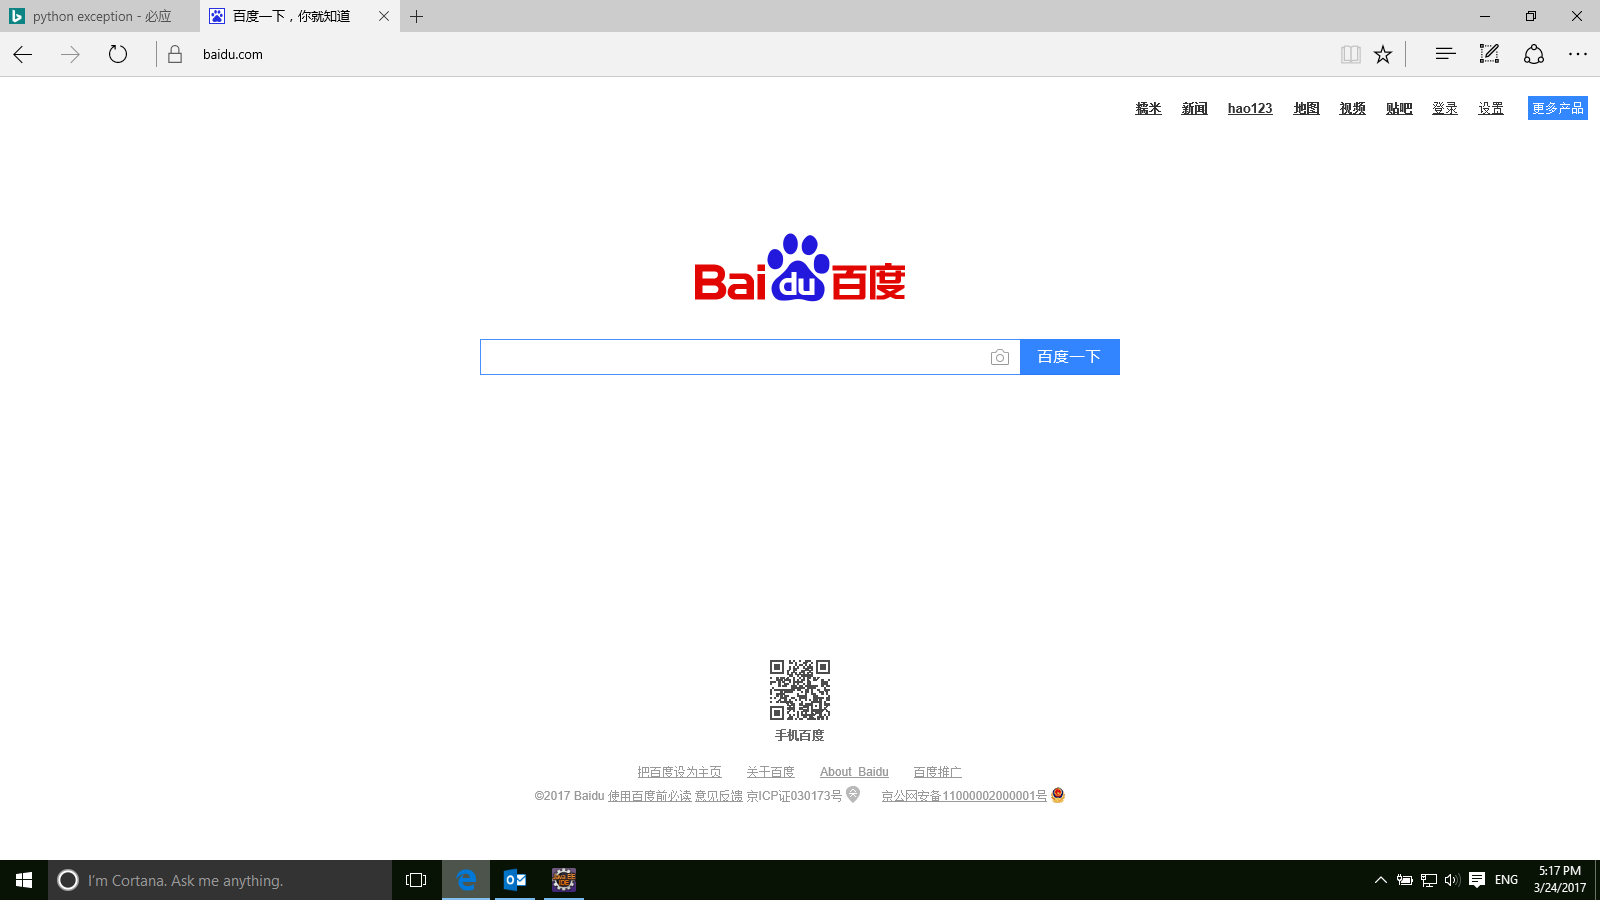 python exception - 必应
百度一下，你就知道
baidu.com
糯米 新闻 hao123 地图 视频 贴吧 登录 设置 更多产品
Baidu百度
百度一下
手机百度
把百度设为主页 关于百度 About Baidu 百度推广
©2017 Baidu 使用百度前必读 意见反馈 京ICP证030173号 京公网安备11000002000001号
I'm Cortana. Ask me anything.
ENG
5:17 PM
3/24/2017